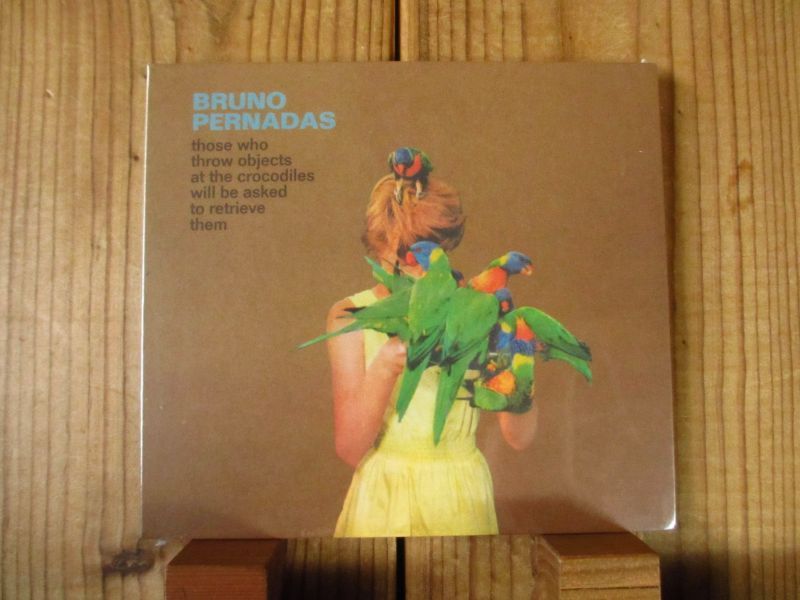 BRUNO
PERNADAS
those who
throw objects
at the crocodiles
will be asked
to retrieve
them